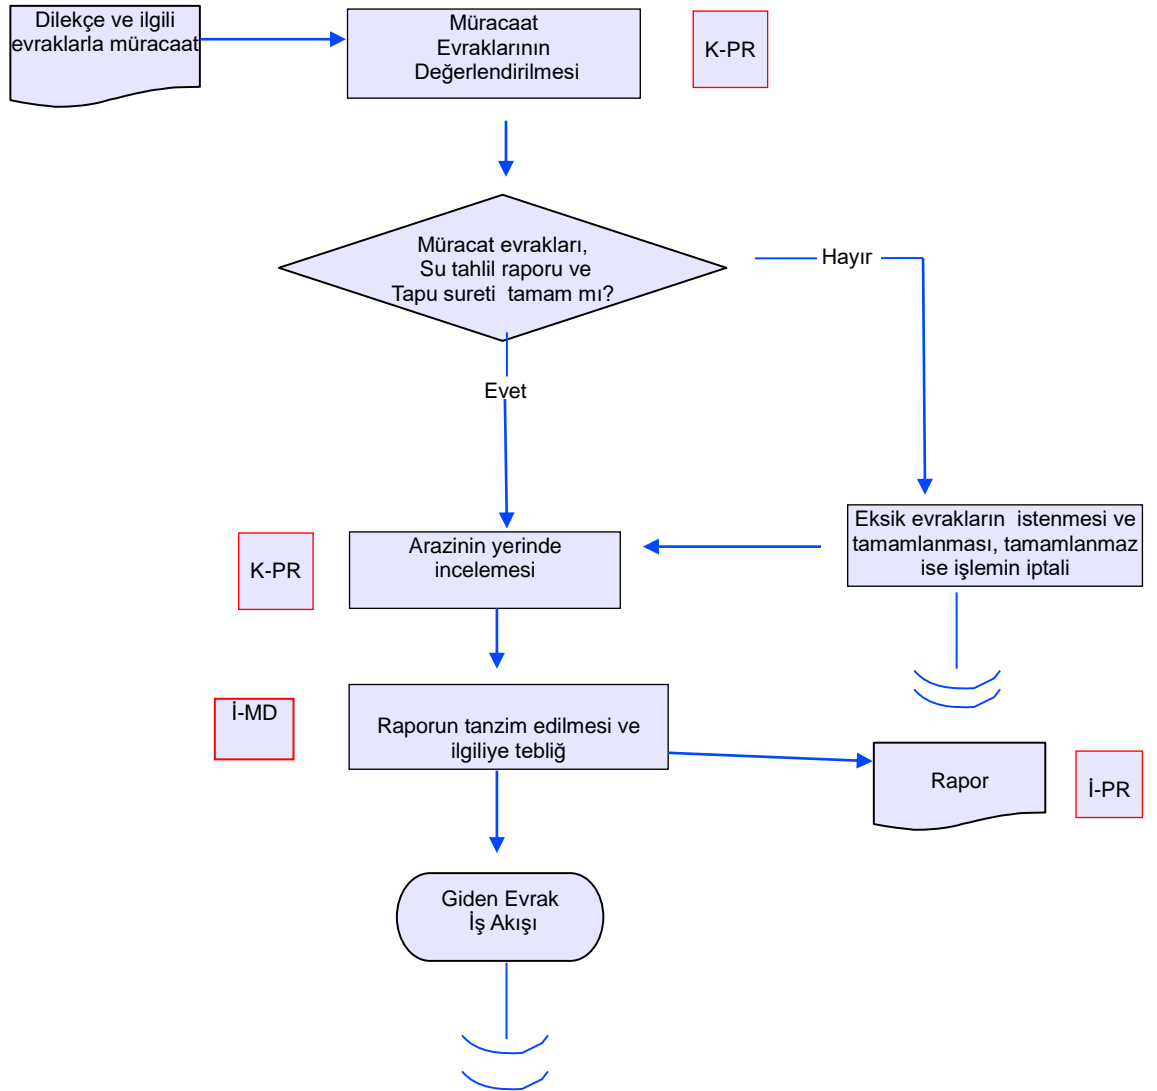 Dilekçe ve ilgili
evraklarla müracaat
Müracaat
Evraklarının
Değerlendirilmesi
K-PR
Müracat evrakları,
Su tahlil raporu ve
Tapu sureti tamam mı?
Hayır
Evet
Eksik evrakların istenmesi ve
tamamlanması, tamamlanmaz
ise işlemin iptali
Arazinin yerinde
incelemesi
K-PR
İ-MD
Raporun tanzim edilmesi ve
ilgiliye tebliğ
Rapor
İ-PR
Giden Evrak
İş Akışı